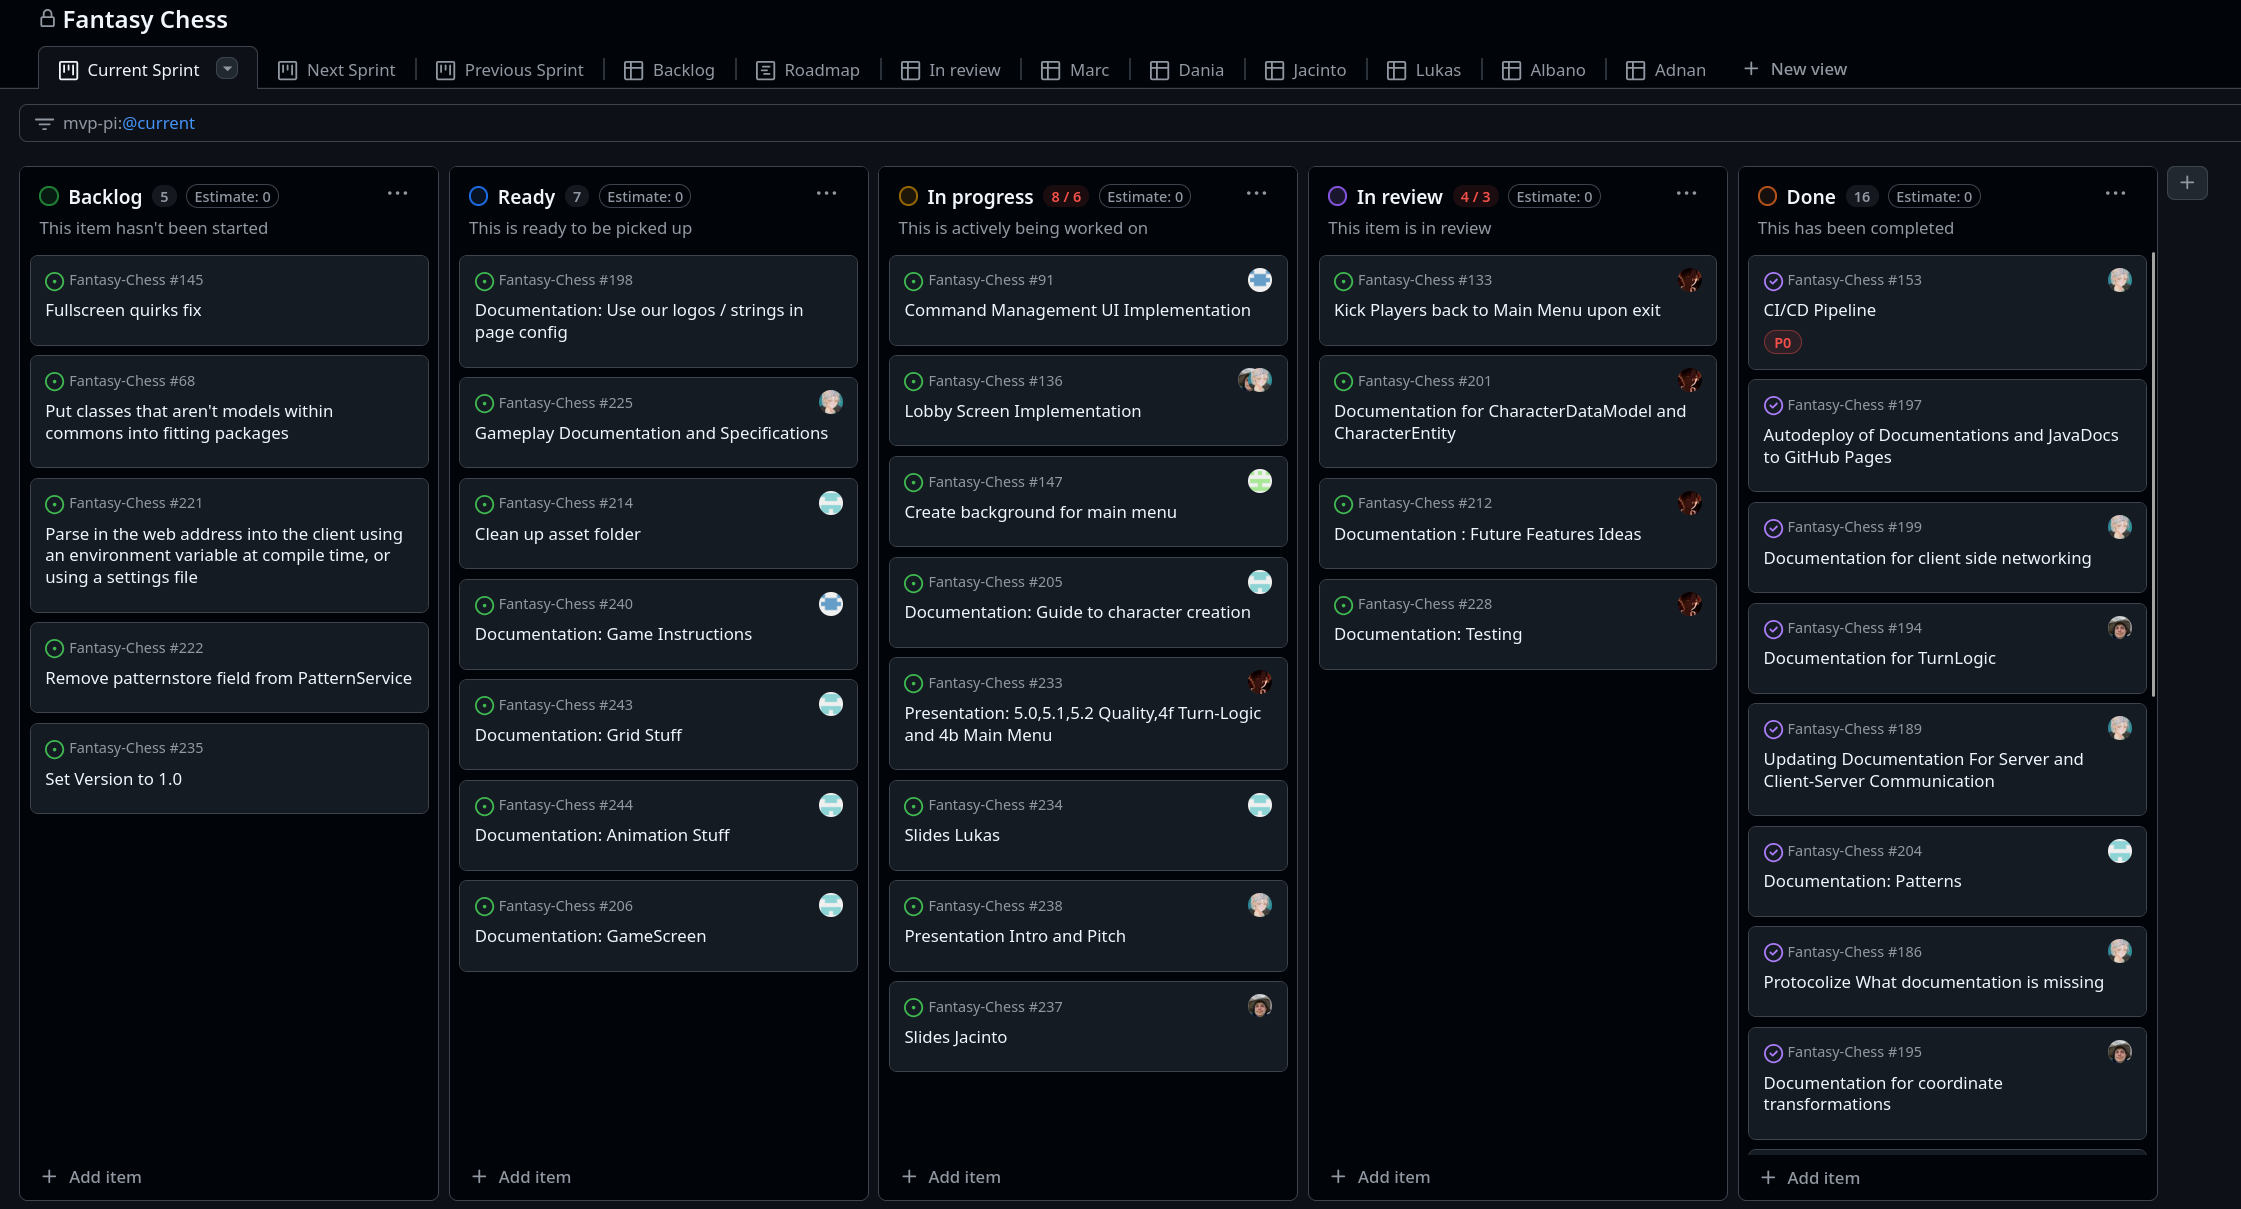 Fantasy Chess
Current Sprint
Next Sprint
Previous Sprint
Backlog
Roadmap
In review
Marc
Dania
Jacinto
Lukas
Albano
Adnan
New view
mvp-pi:@current
Backlog 5 Estimate: 0
This item hasn't been started
Fantasy-Chess #145
Fullscreen quirks fix
Fantasy-Chess #68
Put classes that aren't models within
commons into fitting packages
Fantasy-Chess #221
Parse in the web address into the client using
an environment variable at compile time, or
using a settings file
Fantasy-Chess #222
Remove patternstore field from PatternService
Fantasy-Chess #235
Set Version to 1.0
Add item
Ready 7 Estimate: 0
This is ready to be picked up
Fantasy-Chess #198
Documentation: Use our logos / strings in
page config
Fantasy-Chess #225
Gameplay Documentation and Specifications
Fantasy-Chess #214
Clean up asset folder
Fantasy-Chess #240
Documentation: Game Instructions
Fantasy-Chess #243
Documentation: Grid Stuff
Fantasy-Chess #244
Documentation: Animation Stuff
Fantasy-Chess #206
Documentation: GameScreen
Add item
In progress 8 / 6 Estimate: 0
This is actively being worked on
Fantasy-Chess #91
Command Management UI Implementation
Fantasy-Chess #136
Lobby Screen Implementation
Fantasy-Chess #147
Create background for main menu
Fantasy-Chess #205
Documentation: Guide to character creation
Fantasy-Chess #233
Presentation: 5.0,5.1,5.2 Quality,4f Turn-Logic
and 4b Main Menu
Fantasy-Chess #234
Slides Lukas
Fantasy-Chess #238
Presentation Intro and Pitch
Fantasy-Chess #237
Slides Jacinto
Add item
In review 4 / 3 Estimate: 0
This item is in review
Fantasy-Chess #133
Kick Players back to Main Menu upon exit
Fantasy-Chess #201
Documentation for CharacterDataModel and
CharacterEntity
Fantasy-Chess #212
Documentation : Future Features Ideas
Fantasy-Chess #228
Documentation: Testing
Add item
Done 16 Estimate: 0
This has been completed
Fantasy-Chess #153
CI/CD Pipeline
P0
Fantasy-Chess #197
Autodeploy of Documentations and JavaDocs
to GitHub Pages
Fantasy-Chess #199
Documentation for client side networking
Fantasy-Chess #194
Documentation for TurnLogic
Fantasy-Chess #189
Updating Documentation For Server and
Client-Server Communication
Fantasy-Chess #204
Documentation: Patterns
Fantasy-Chess #186
Protocolize What documentation is missing
Fantasy-Chess #195
Documentation for coordinate
transformations
Add item